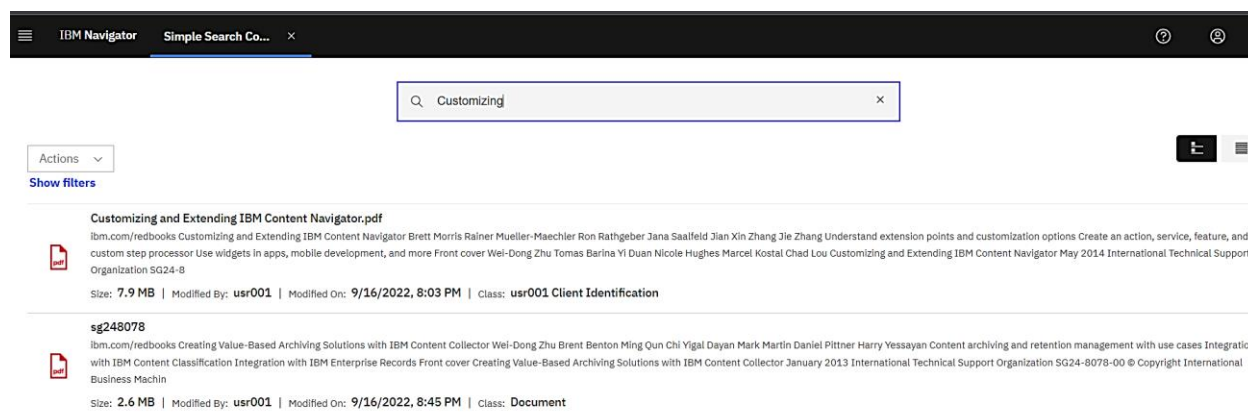 IBM Navigator Simple Search Co... ×
Customizing ×
Actions
Show filters
Customizing and Extending IBM Content Navigator.pdf
ibm.com/redbooks Customizing and Extending IBM Content Navigator Brett Morris Rainer Mueller-Maechler Ron Rathgeber Jana Saalfeld Jian Xin Zhang Jie Zhang Understand extension points and customization options Create an action, service, feature, and
custom step processor Use widgets in apps, mobile development, and more Front cover Wei-Dong Zhu Tomas Barina Yi Duan Nicole Hughes Marcel Kostal Chad Lou Customizing and Extending IBM Content Navigator May 2014 International Technical Support
Organization SG24-8
pdf
Size: 7.9 MB | Modified By: usr001 | Modified On: 9/16/2022, 8:03 PM | Class: usr001 Client Identification
sg248078
ibm.com/redbooks Creating Value-Based Archiving Solutions with IBM Content Collector Wei-Dong Zhu Brent Benton Ming Qun Chi Yigal Dayan Mark Martin Daniel Pittner Harry Yessayan Content archiving and retention management with use cases Integratio
with IBM Content Classification Integration with IBM Enterprise Records Front cover Creating Value-Based Archiving Solutions with IBM Content Collector January 2013 International Technical Support Organization SG24-8078-00 © Copyright International
Business Machin
pdf
Size: 2.6 MB | Modified By: usr001 | Modified On: 9/16/2022, 8:45 PM | Class: Document